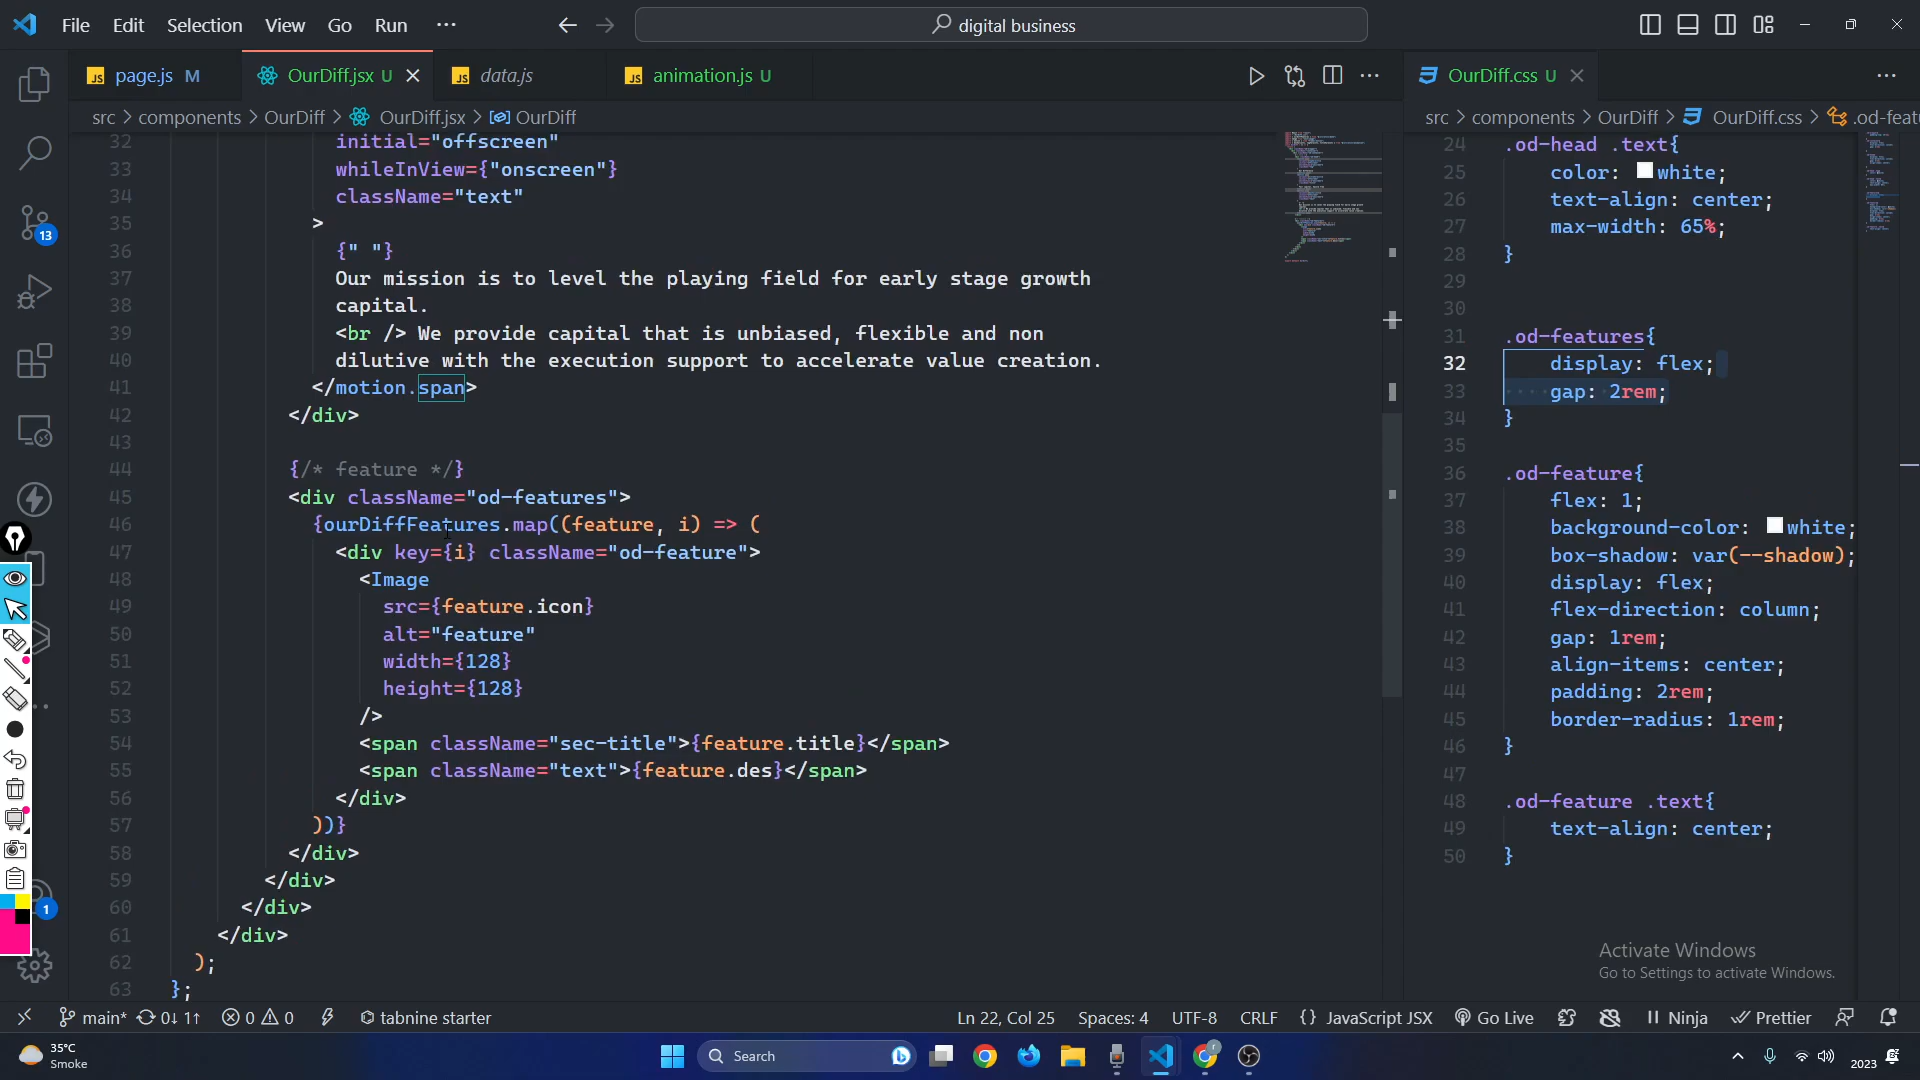 File Edit Selection View Go Run ···
digital business
JS page.js M
OurDiff.jsx U
JS data.js
JS animation.js U
OurDiff.css U
src > components > OurDiff > OurDiff.jsx > OurDiff
src > components > OurDiff > OurDiff.css > .od-feat
32 initial="offscreen"
33 whileInView={"onscreen"}
34 className="text"
35 >
36 {" "}
37 Our mission is to level the playing field for early stage growth
38 capital.
39 <br /> We provide capital that is unbiased, flexible and non
40 dilutive with the execution support to accelerate value creation.
41 </motion.span>
42 </div>
43
44 {/* feature */}
45 <div className="od-features">
46 {ourDiffFeatures.map((feature, i) => (
47 <div key={i} className="od-feature">
48 <Image
49 src={feature.icon}
50 alt="feature"
51 width={128}
52 height={128}
53 />
54 <span className="sec-title">{feature.title}</span>
55 <span className="text">{feature.des}</span>
56 </div>
57 ))}
58 </div>
59 </div>
60 </div>
61 </div>
62 );
63 };
24 .od-head .text{
25 color: white;
26 text-align: center;
27 max-width: 65%;
28 }
29
30
31 .od-features{
32 display: flex;
33 gap: 2rem;
34 }
35
36 .od-feature{
37 flex: 1;
38 background-color: white;
39 box-shadow: var(--shadow);
40 display: flex;
41 flex-direction: column;
42 gap: 1rem;
43 align-items: center;
44 padding: 2rem;
45 border-radius: 1rem;
46 }
47
48 .od-feature .text{
49 text-align: center;
50 }
13
1
Activate Windows
Go to Settings to activate Windows.
main* 0↓ 1↑ 0 0 tabnine starter
Ln 22, Col 25 Spaces: 4 UTF-8 CRLF {} JavaScript JSX Go Live Ninja Prettier
35°C
Smoke
Search
2023